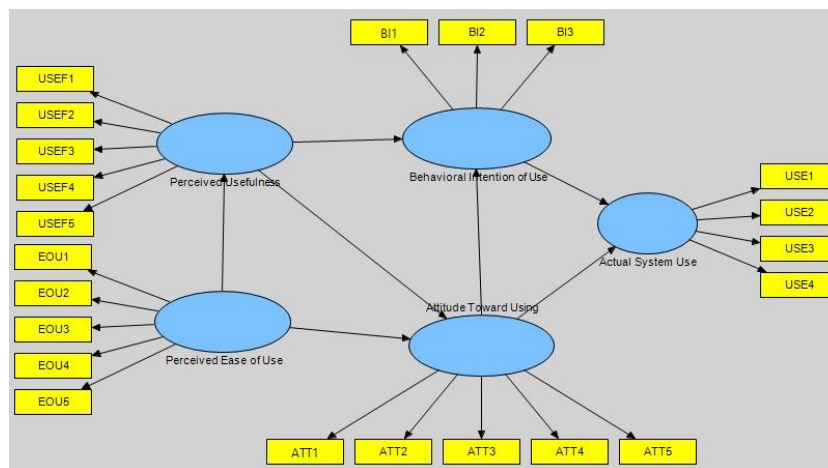 BI1
BI2
BI3
USEF1
USEF2
USEF3
USEF4
USEF5
Perceived Usefulness
Behavioral Intention of Use
USE1
USE2
USE3
USE4
Actual System Use
EOU1
EOU2
EOU3
EOU4
EOU5
Perceived Ease of Use
Attitude Toward Using
ATT1
ATT2
ATT3
ATT4
ATT5